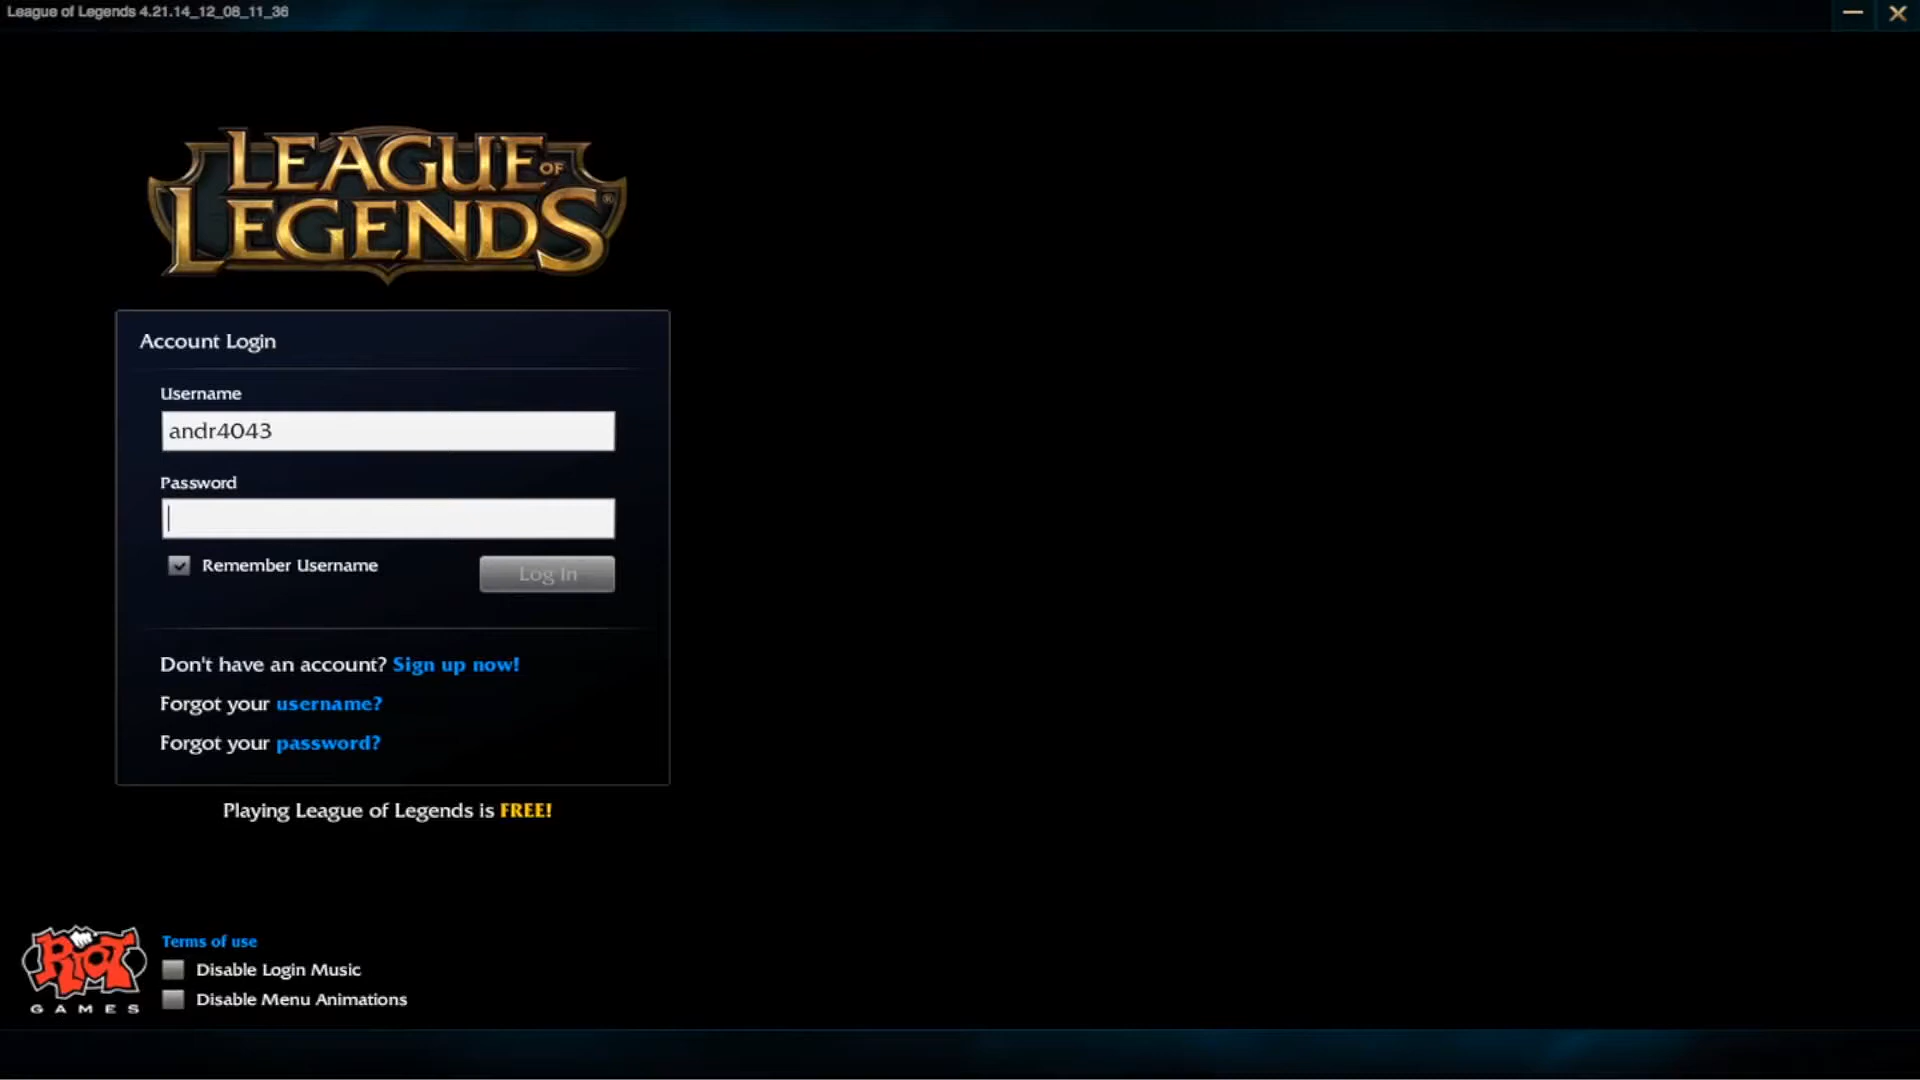 League of Legends 4.21.14_12_08_11_36
LEAGUE OF
LEGENDS®
Account Login
Username
andr4043
Password
Remember Username
Log In
Don't have an account? Sign up now!
Forgot your username?
Forgot your password?
Playing League of Legends is FREE!
RIOT
GAMES
Terms of use
Disable Login Music
Disable Menu Animations